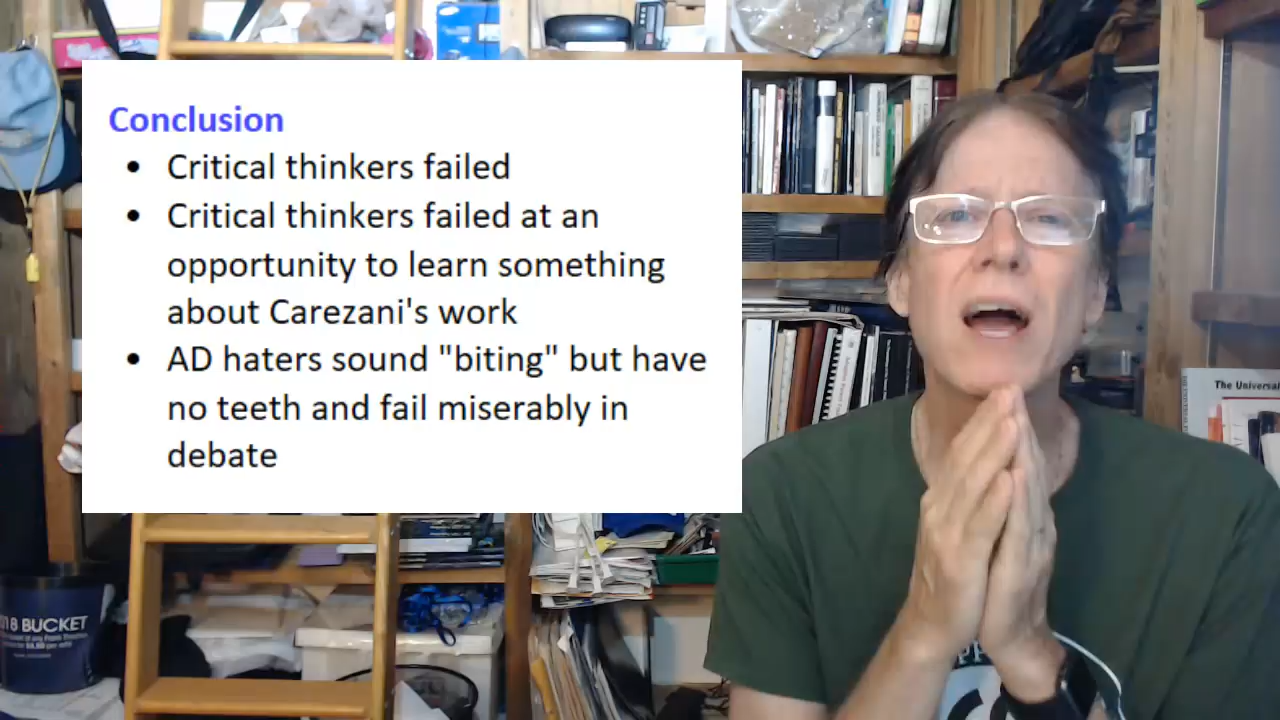 Conclusion
• Critical thinkers failed
• Critical thinkers failed at an
opportunity to learn something
about Carezani's work
• AD haters sound "biting" but have
no teeth and fail miserably in
debate
The Universal
18 BUCKET